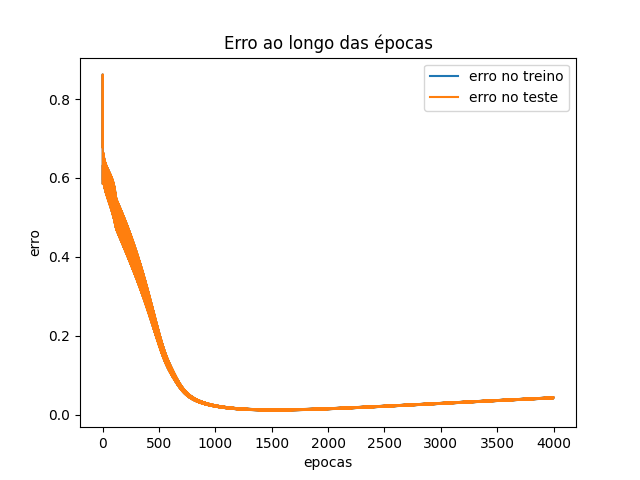 Erro ao longo das épocas
erro no treino
erro no teste
0.8
0.6
0.4
0.2
0.0
erro
0 500 1000 1500 2000 2500 3000 3500 4000
epocas